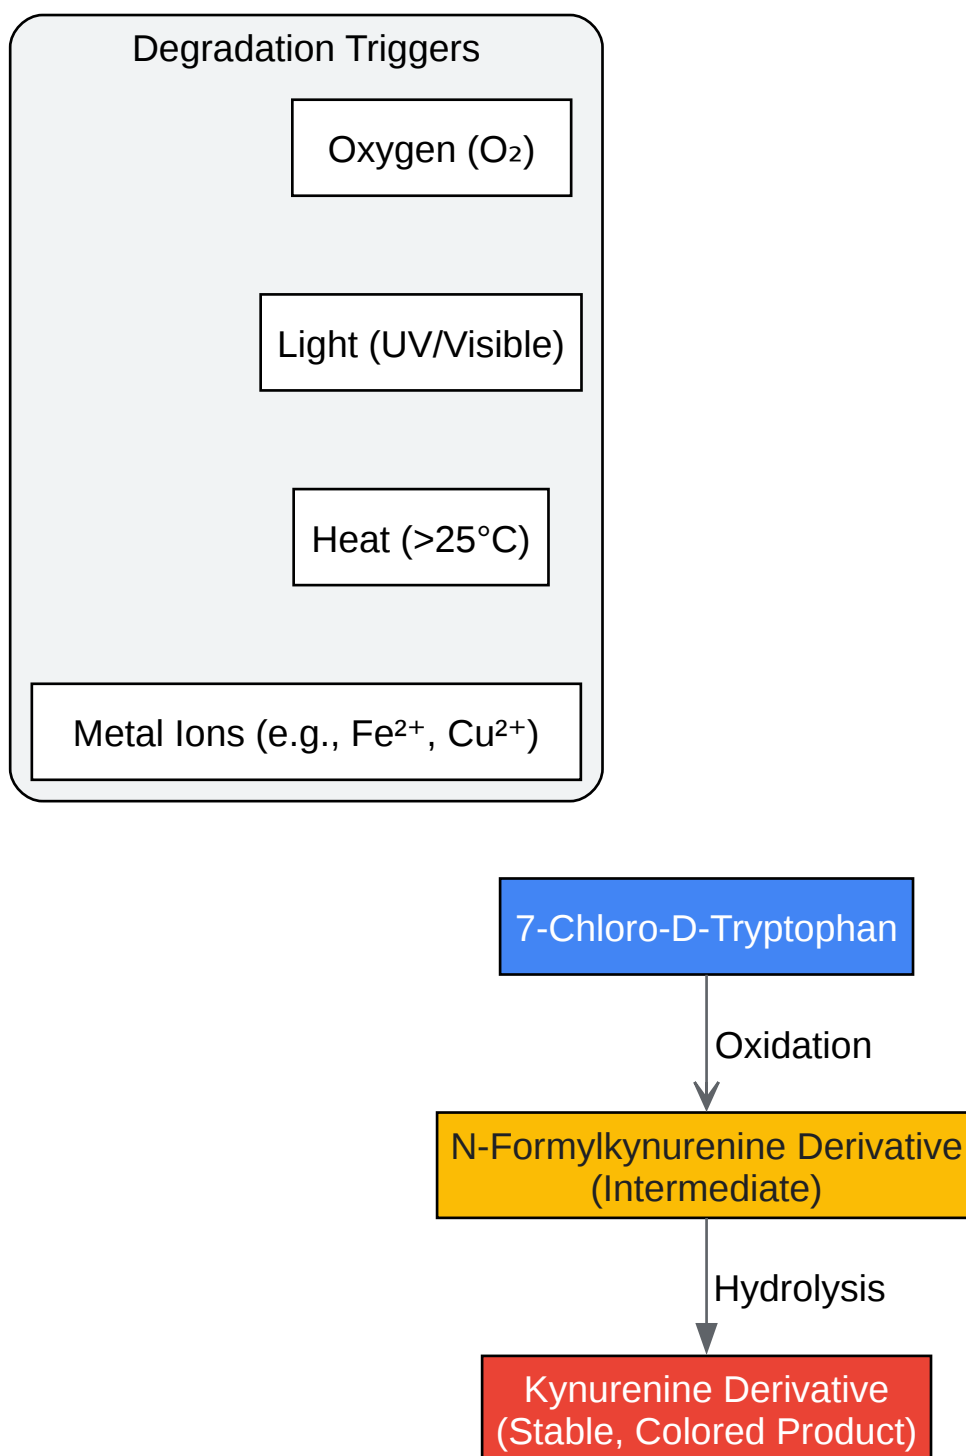 Degradation Triggers
Oxygen (O₂)
Light (UV/Visible)
Heat (>25°C)
Metal Ions (e.g., Fe²⁺, Cu²⁺)
7-Chloro-D-Tryptophan
Oxidation
N-Formylkynurenine Derivative
(Intermediate)
Hydrolysis
Kynurenine Derivative
(Stable, Colored Product)